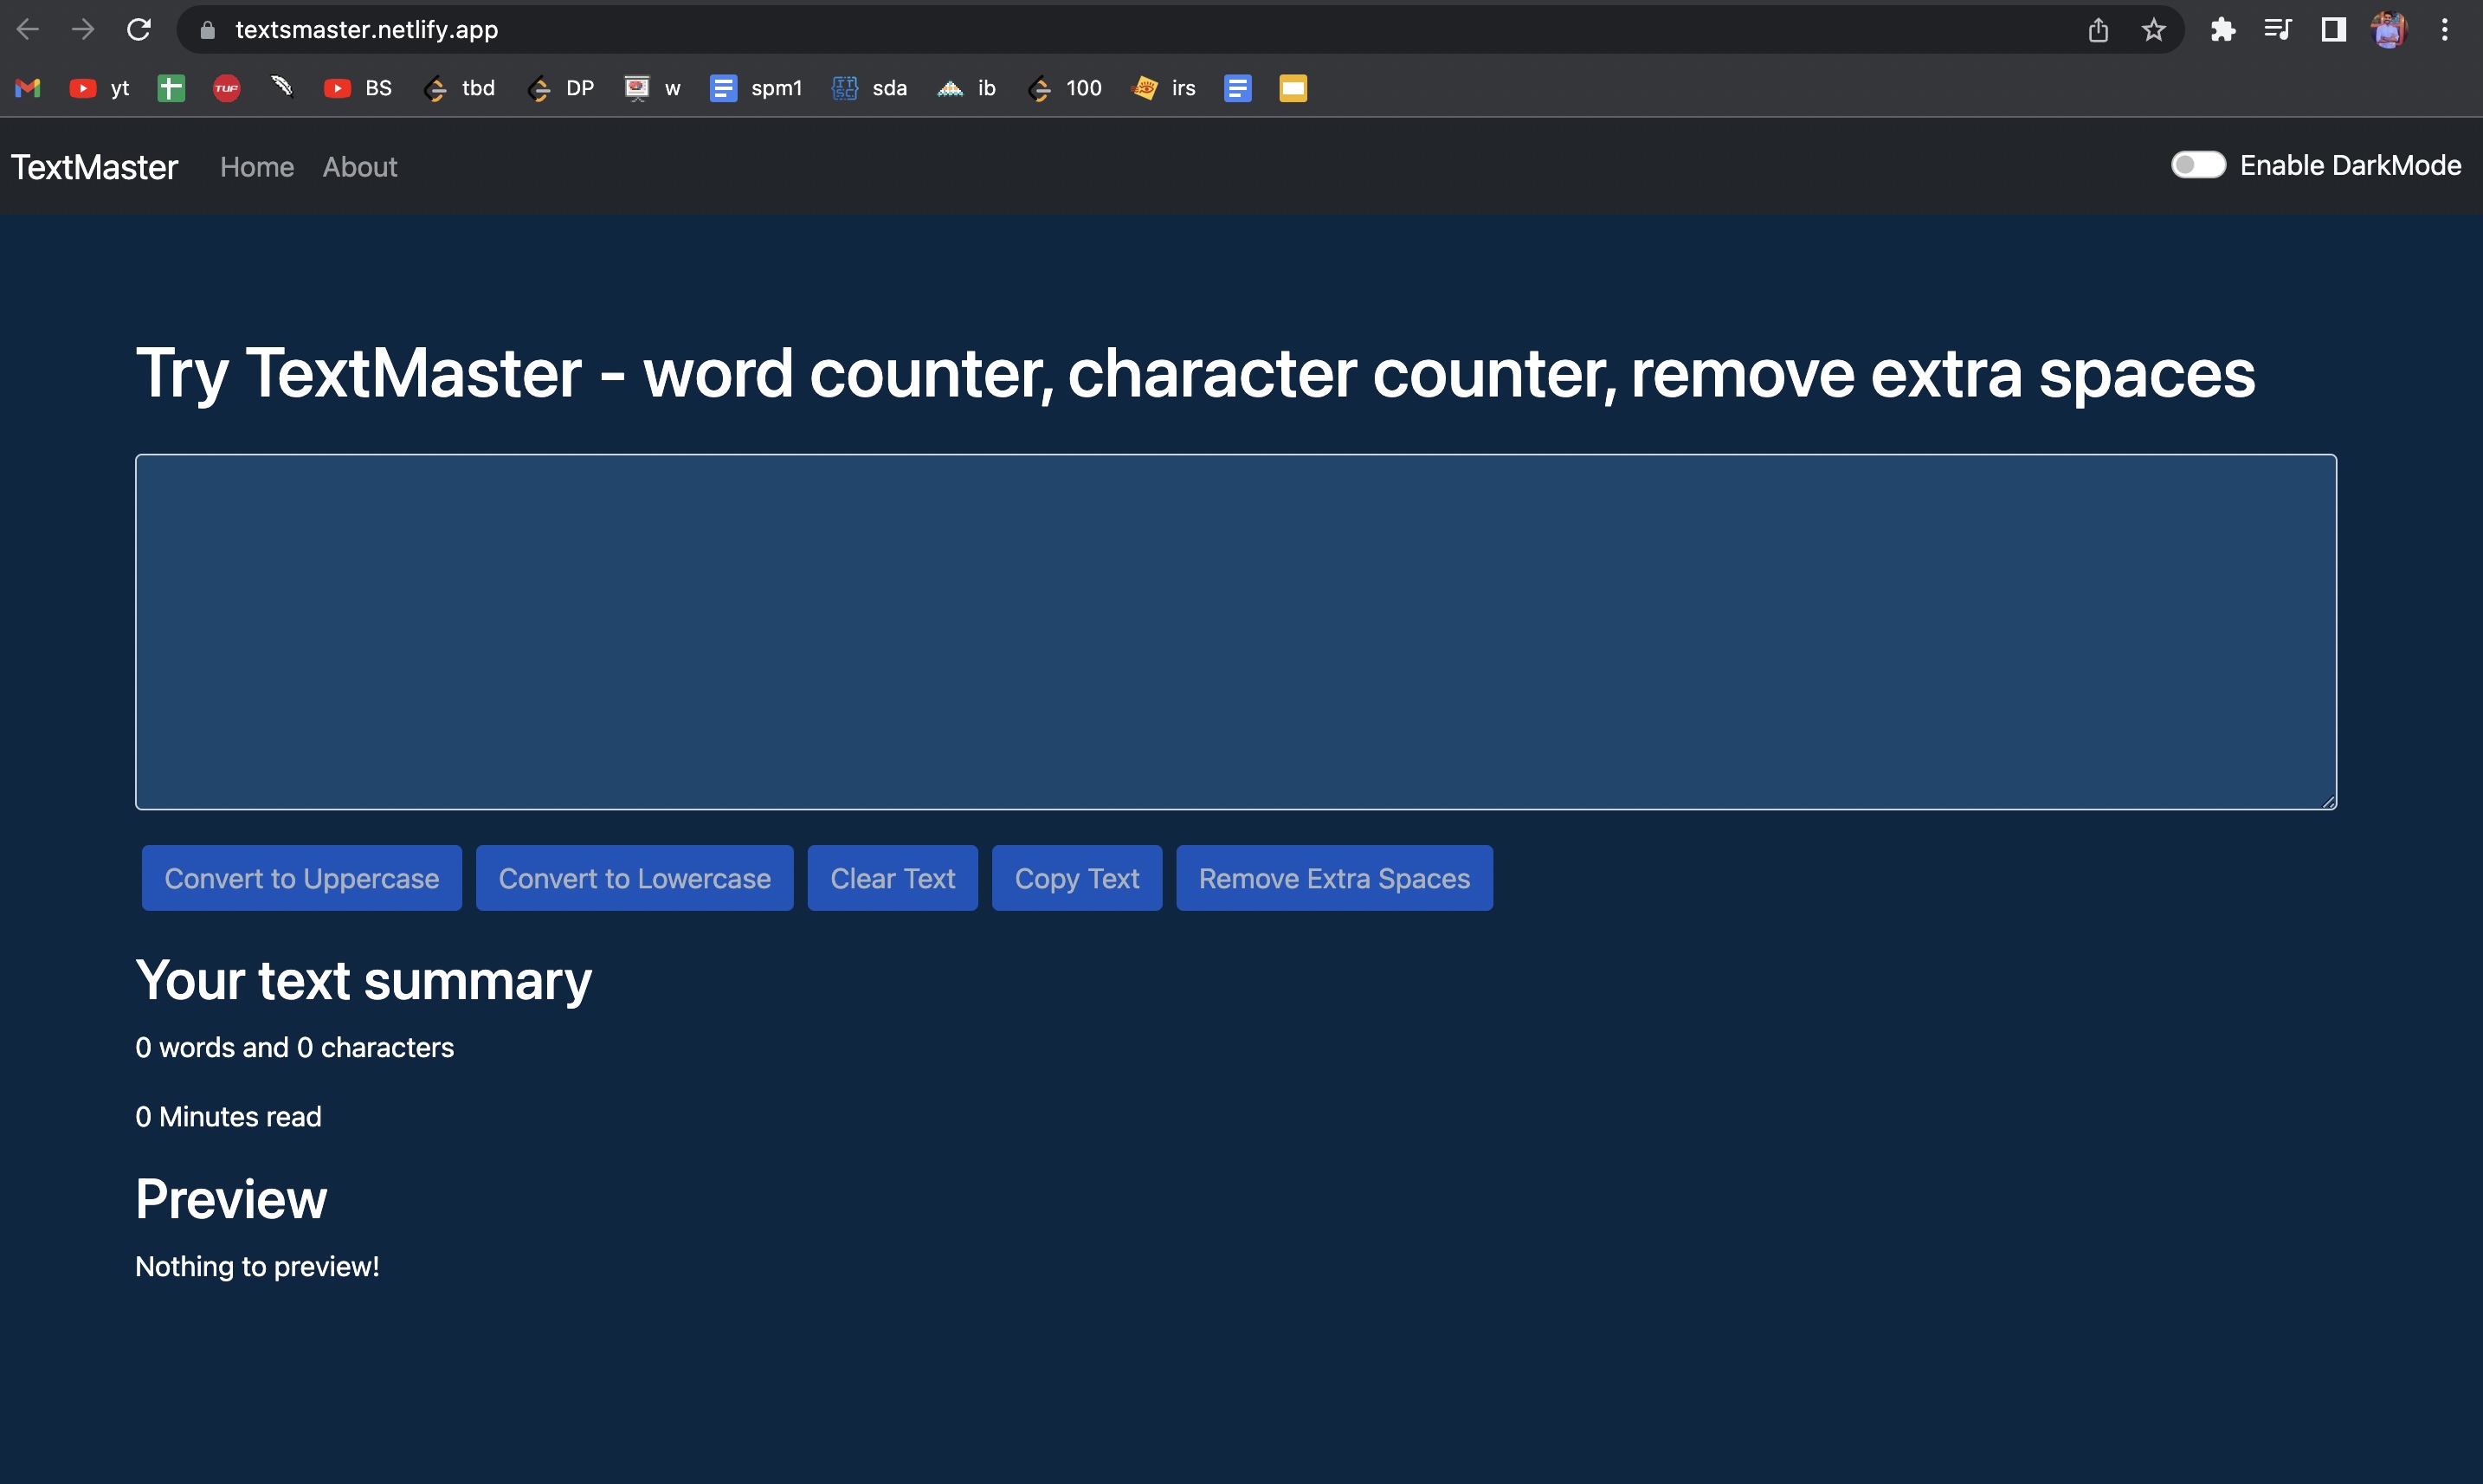 textsmaster.netlify.app
yt TUF BS tbd DP w spm1 sda ib 100 irs
TextMaster Home About Enable DarkMode
Try TextMaster - word counter, character counter, remove extra spaces
Convert to Uppercase Convert to Lowercase Clear Text Copy Text Remove Extra Spaces
Your text summary
0 words and 0 characters
0 Minutes read
Preview
Nothing to preview!